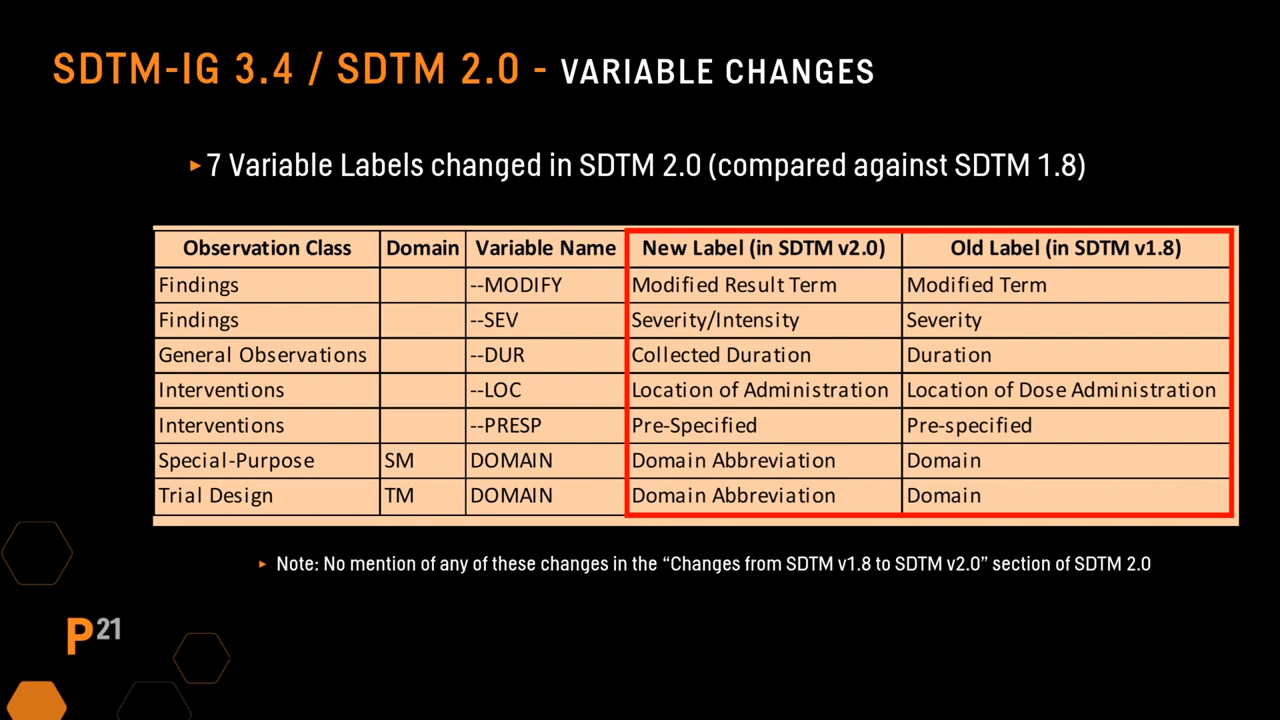 SDTM-IG 3.4 / SDTM 2.0 - VARIABLE CHANGES
7 Variable Labels changed in SDTM 2.0 (compared against SDTM 1.8)
Observation Class Domain Variable Name New Label (in SDTM v2.0) Old Label (in SDTM v1.8)
Findings --MODIFY Modified Result Term Modified Term
Findings --SEV Severity/Intensity Severity
General Observations --DUR Collected Duration Duration
Interventions --LOC Location of Administration Location of Dose Administration
Interventions --PRESP Pre-Specified Pre-specified
Special-Purpose SM DOMAIN Domain Abbreviation Domain
Trial Design TM DOMAIN Domain Abbreviation Domain
Note: No mention of any of these changes in the “Changes from SDTM v1.8 to SDTM v2.0” section of SDTM 2.0
P21